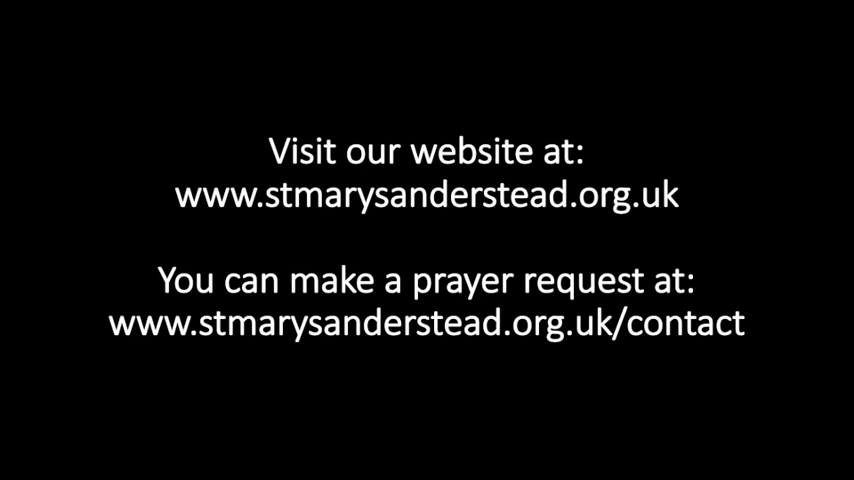 Visit our website at:
www.stmarysanderstead.org.uk
You can make a prayer request at:
www.stmarysanderstead.org.uk/contact